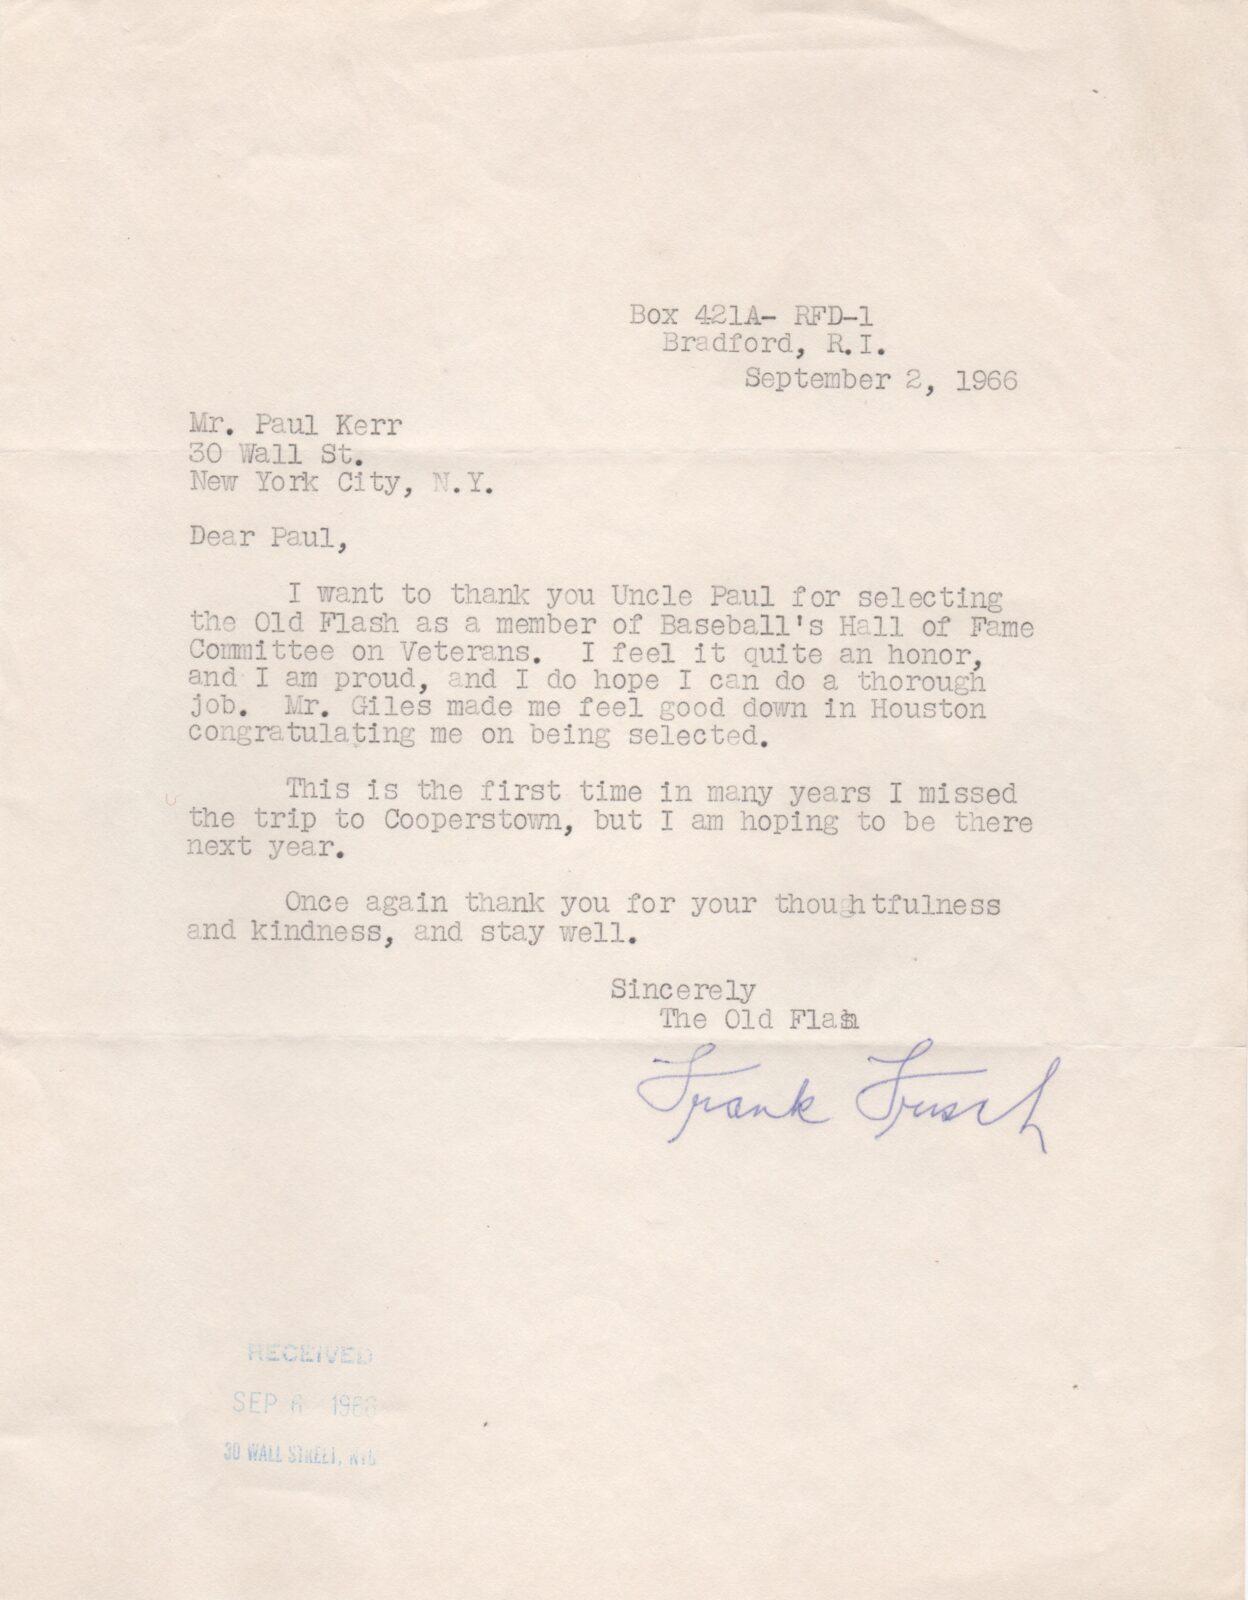 Box 421A- RFD-1
Bradford, R.I.
September 2, 1966
Mr. Paul Kerr
30 Wall St.
New York City, N.Y.
Dear Paul,
I want to thank you Uncle Paul for selecting
the Old Flash as a member of Baseball's Hall of Fame
Committee on Veterans. I feel it quite an honor,
and I am proud, and I do hope I can do a thorough
job. Mr. Giles made me feel good down in Houston
congratulating me on being selected.
This is the first time in many years I missed
the trip to Cooperstown, but I am hoping to be there
next year.
Once again thank you for your thoughtfulness
and kindness, and stay well.
Sincerely
The Old Flash
Frank Frisch
RECEIVED
SEP 6 1966
30 WALL STREET, NYC